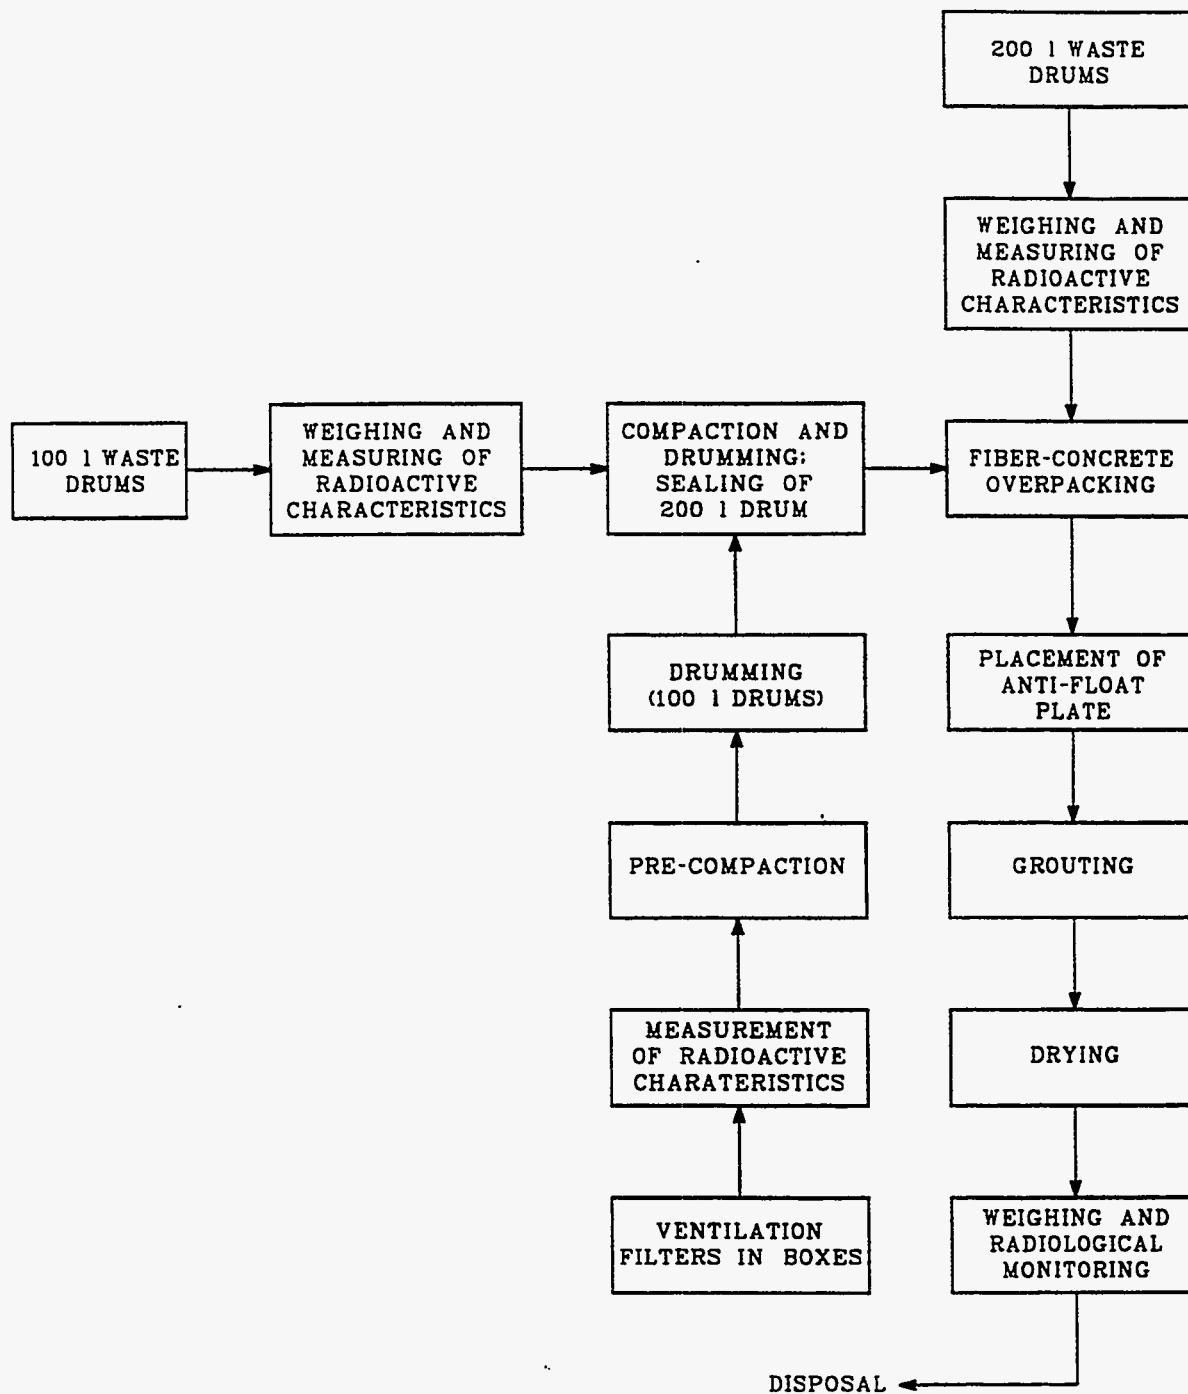 200 l WASTE
DRUMS
WEIGHING AND
MEASURING OF
RADIOACTIVE
CHARACTERISTICS
100 l WASTE
DRUMS
WEIGHING AND
MEASURING OF
RADIOACTIVE
CHARACTERISTICS
COMPACTION AND
DRUMMING:
SEALING OF
200 l DRUM
FIBER-CONCRETE
OVERPACKING
DRUMMING
(100 l DRUMS)
PLACEMENT OF
ANTI-FLOAT
PLATE
PRE-COMPACTION
GROUTING
MEASUREMENT
OF RADIOACTIVE
CHARATERISTICS
DRYING
VENTILATION
FILTERS IN BOXES
WEIGHING AND
RADIOLOGICAL
MONITORING
DISPOSAL